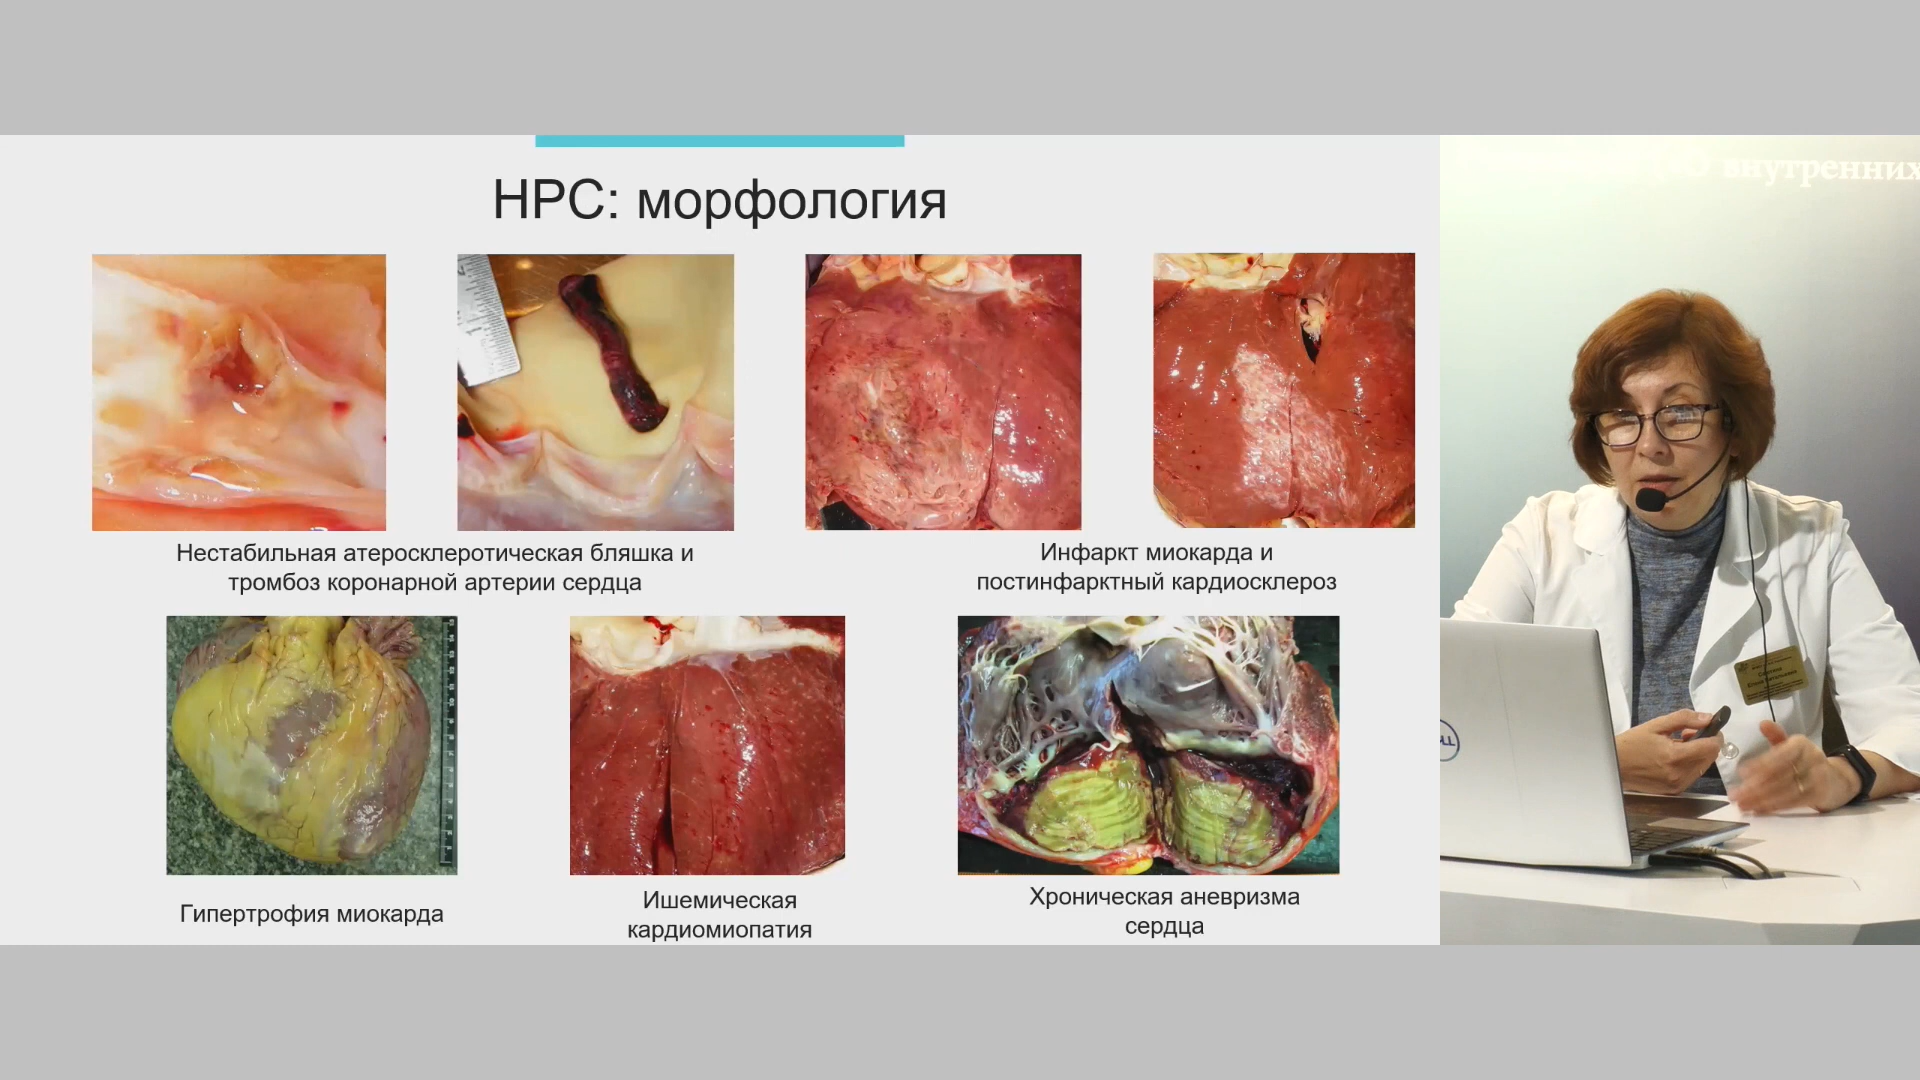 НРС: морфология
внутренних
Нестабильная атеросклеротическая бляшка и
тромбоз коронарной артерии сердца
Инфаркт миокарда и
постинфарктный кардиосклероз
Гипертрофия миокарда
Ишемическая
кардиомиопатия
Хроническая аневризма
сердца